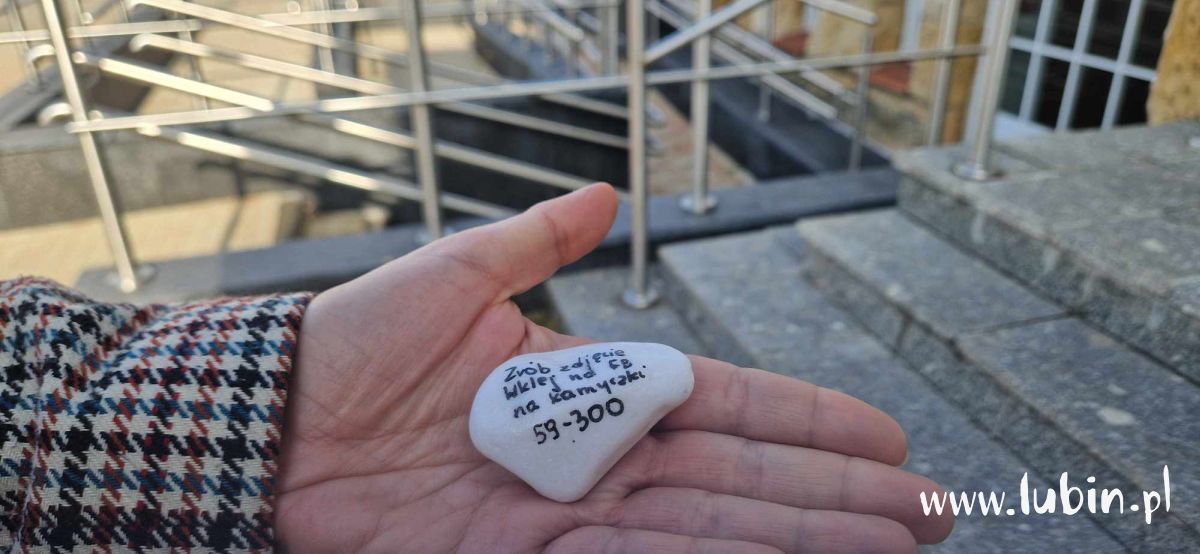 Zrób zdjęcie
Wklej na FB
na kamyczki
59-300
www.lubin.pl